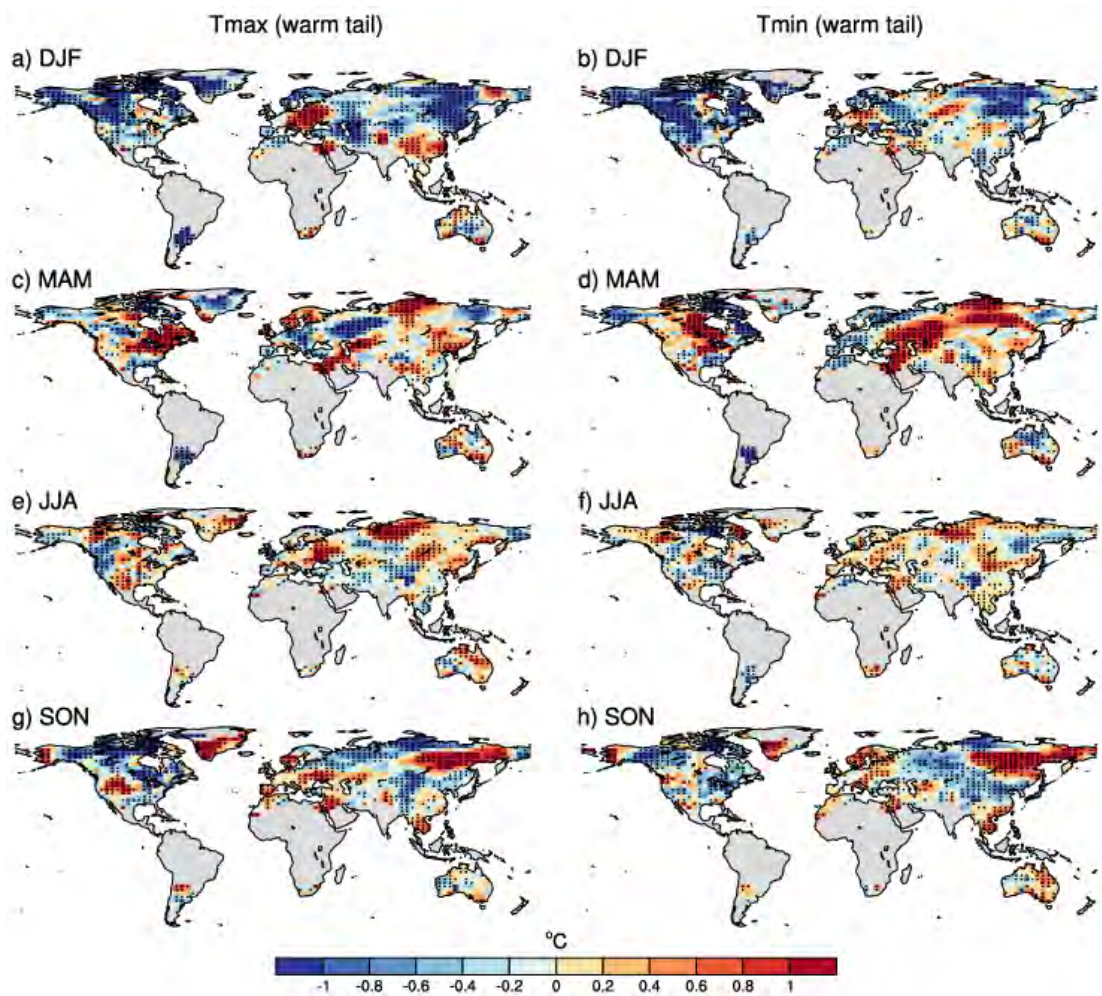 Tmax (warm tail) Tmin (warm tail)
a) DJF b) DJF
c) MAM d) MAM
e) JJA f) JJA
g) SON h) SON
°C
-1 -0.8 -0.6 -0.4 -0.2 0 0.2 0.4 0.6 0.8 1